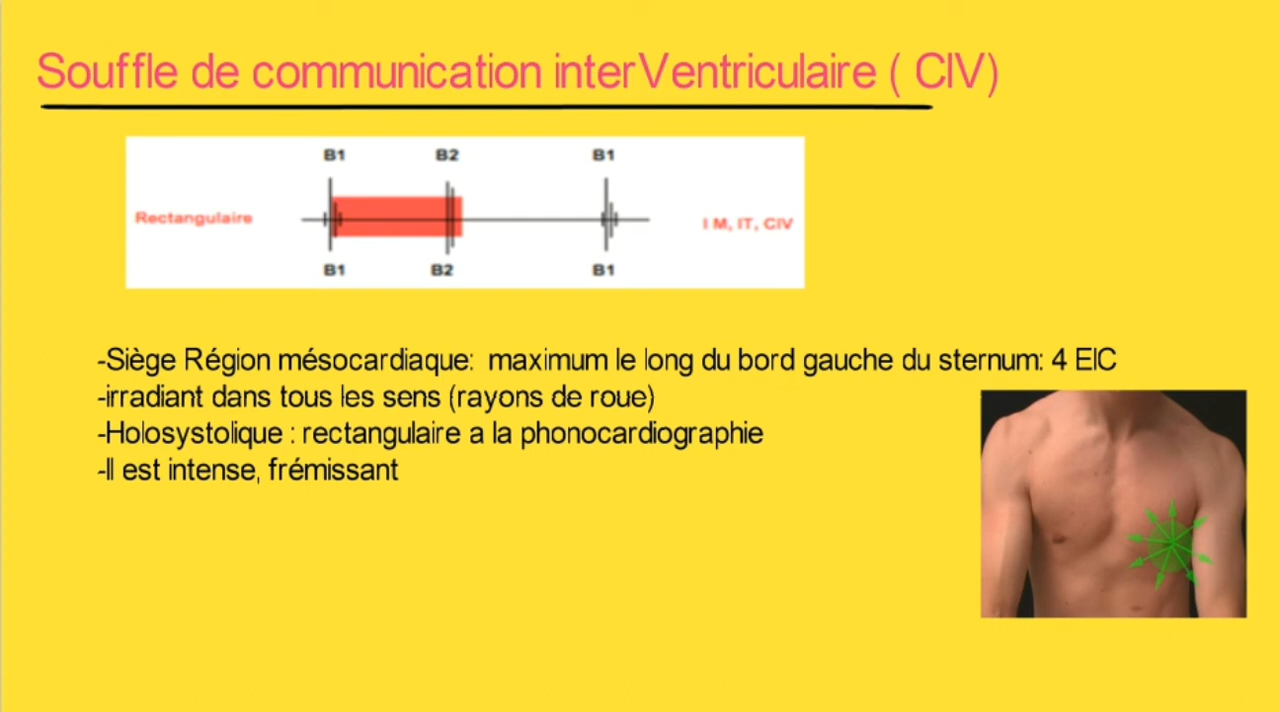 Souffle de communication interVentriculaire ( CIV)
B1 B2 B1
Rectangulaire
I M, IT, CIV
B1 B2 B1
-Siège Région mésocardiaque: maximum le long du bord gauche du sternum: 4 EIC
-irradiant dans tous les sens (rayons de roue)
-Holosystolique : rectangulaire a la phonocardiographie
-Il est intense, frémissant